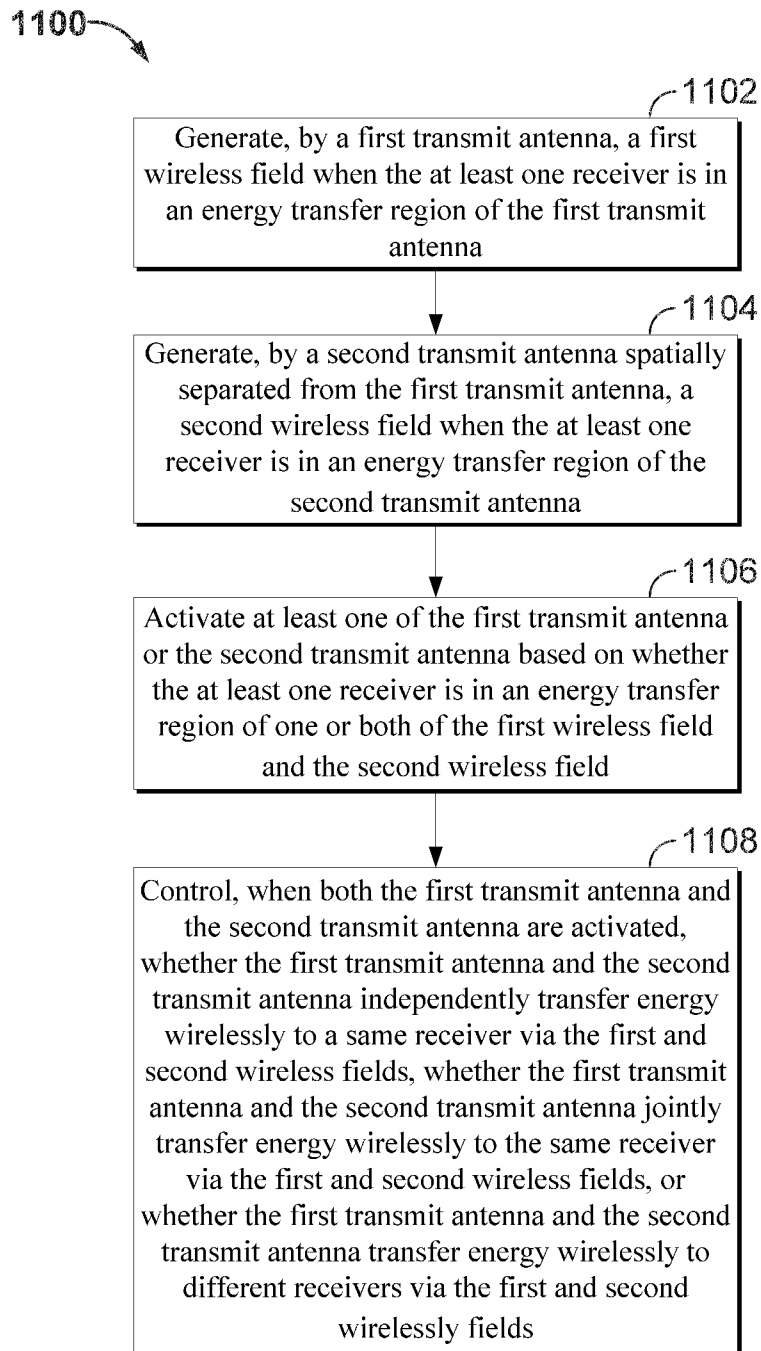 1100
1102
Generate, by a first transmit antenna, a first
wireless field when the at least one receiver is in
an energy transfer region of the first transmit
antenna
1104
Generate, by a second transmit antenna spatially
separated from the first transmit antenna, a
second wireless field when the at least one
receiver is in an energy transfer region of the
second transmit antenna
1106
Activate at least one of the first transmit antenna
or the second transmit antenna based on whether
the at least one receiver is in an energy transfer
region of one or both of the first wireless field
and the second wireless field
1108
Control, when both the first transmit antenna and
the second transmit antenna are activated,
whether the first transmit antenna and the second
transmit antenna independently transfer energy
wirelessly to a same receiver via the first and
second wireless fields, whether the first transmit
antenna and the second transmit antenna jointly
transfer energy wirelessly to the same receiver
via the first and second wireless fields, or
whether the first transmit antenna and the second
transmit antenna transfer energy wirelessly to
different receivers via the first and second
wirelessly fields